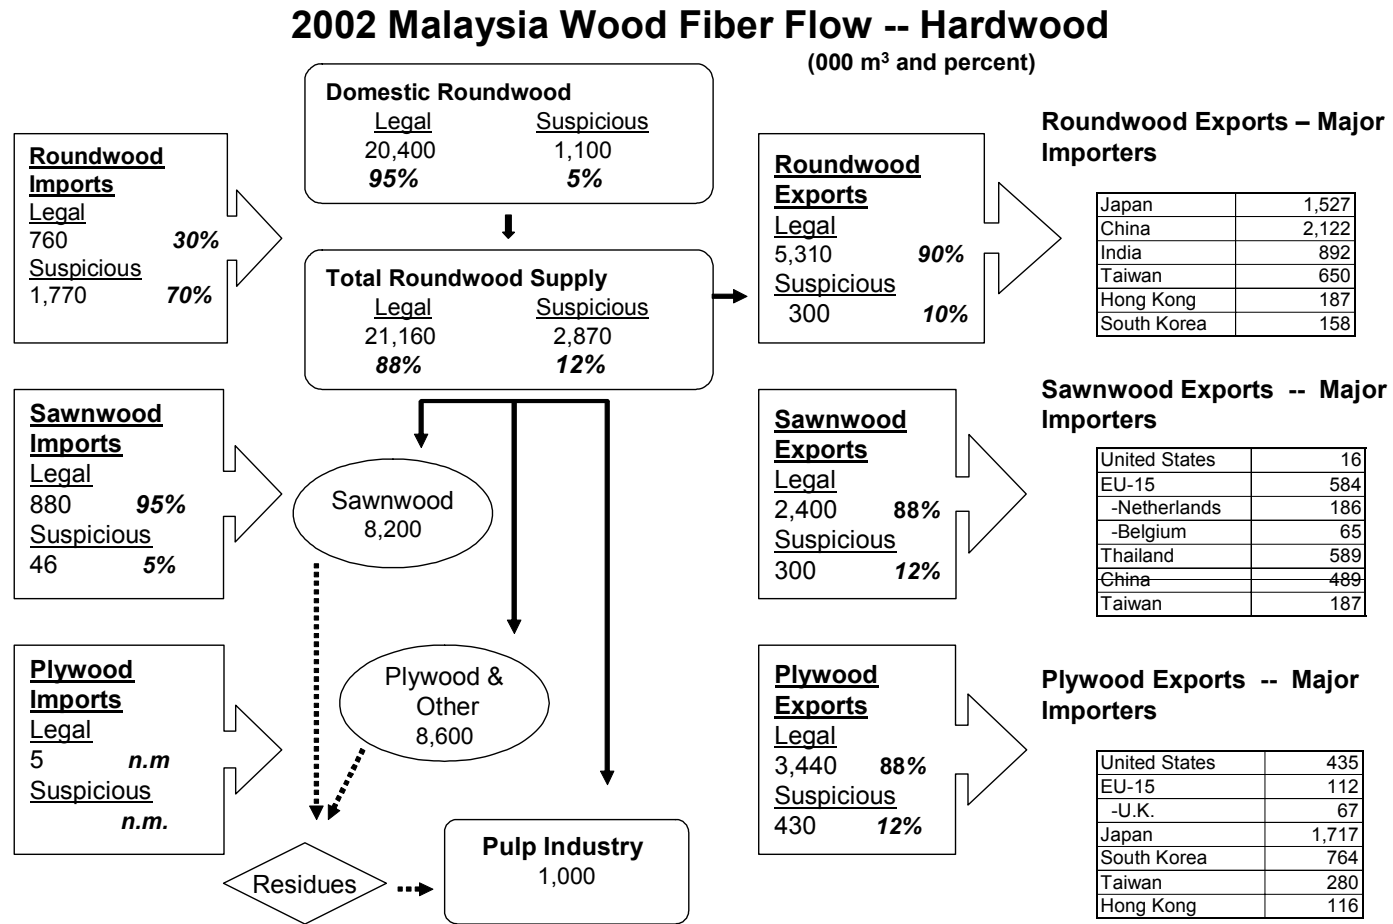 2002 Malaysia Wood Fiber Flow -- Hardwood
(000 m³ and percent)
Domestic Roundwood
Legal Suspicious
20,400 1,100
95% 5%
Roundwood
Imports
Legal
760 30%
Suspicious
1,770 70%
Total Roundwood Supply
Legal Suspicious
21,160 2,870
88% 12%
Roundwood
Exports
Legal
5,310 90%
Suspicious
300 10%
Roundwood Exports – Major
Importers
Japan 1,527
China 2,122
India 892
Taiwan 650
Hong Kong 187
South Korea 158
Sawnwood
Imports
Legal
880 95%
Suspicious
46 5%
Sawnwood
8,200
Sawnwood
Exports
Legal
2,400 88%
Suspicious
300 12%
Sawnwood Exports -- Major
Importers
United States 16
EU-15 584
-Netherlands 186
-Belgium 65
Thailand 589
China 489
Taiwan 187
Plywood
Imports
Legal
5 n.m
Suspicious
n.m.
Plywood &
Other
8,600
Plywood
Exports
Legal
3,440 88%
Suspicious
430 12%
Plywood Exports -- Major
Importers
United States 435
EU-15 112
-U.K. 67
Japan 1,717
South Korea 764
Taiwan 280
Hong Kong 116
Residues
Pulp Industry
1,000